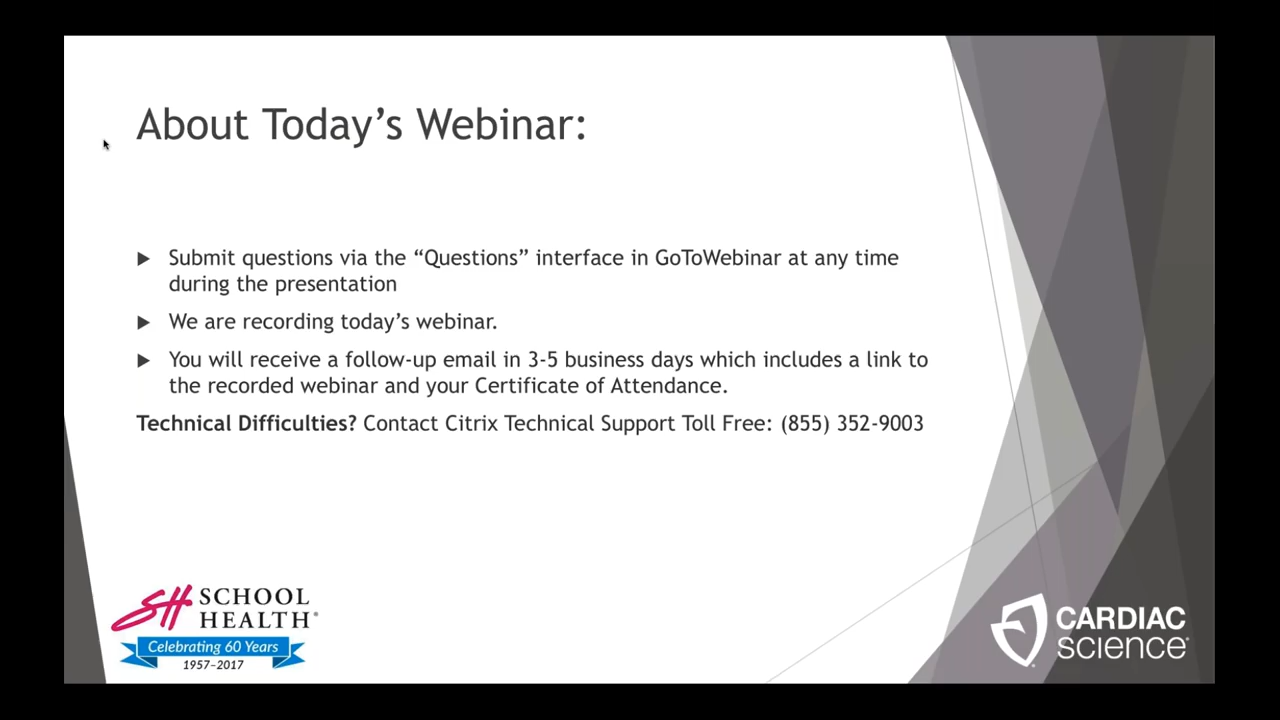 About Today’s Webinar:
Submit questions via the “Questions” interface in GoToWebinar at any time
during the presentation
We are recording today’s webinar.
You will receive a follow-up email in 3-5 business days which includes a link to
the recorded webinar and your Certificate of Attendance.
Technical Difficulties? Contact Citrix Technical Support Toll Free: (855) 352-9003
SH SCHOOL
HEALTH
Celebrating 60 Years
1957–2017
CARDIAC
science